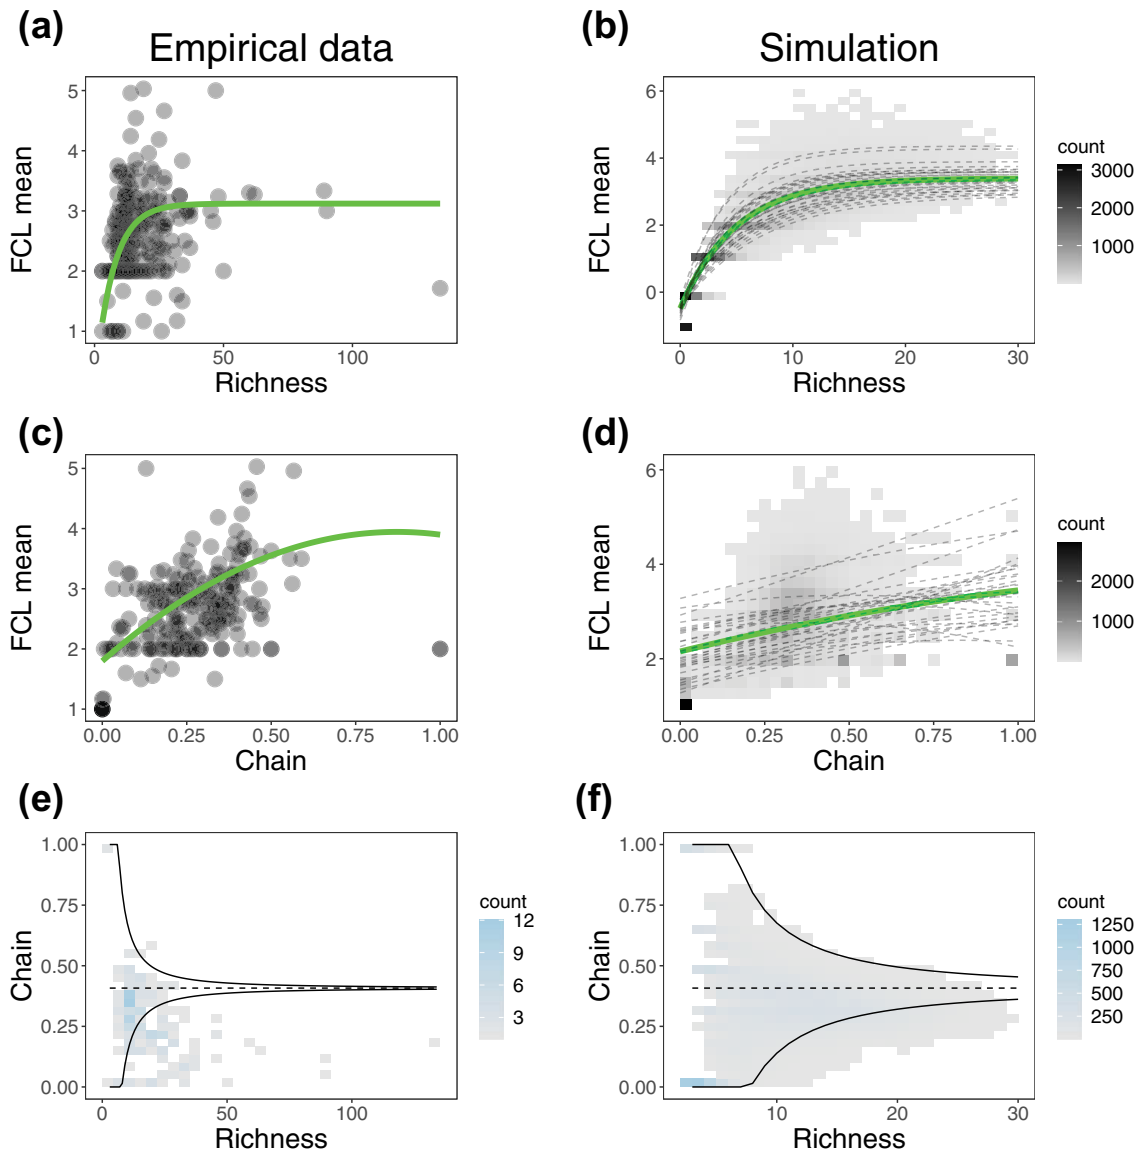 (a)
Empirical data
5
4
3
2
1
FCL mean
0
50
100
Richness
(b)
Simulation
6
4
2
0
FCL mean
0
10
20
30
Richness
count
3000
2000
1000
(c)
5
4
3
2
1
FCL mean
0.00
0.25
0.50
0.75
1.00
Chain
(d)
6
4
2
FCL mean
0.00
0.25
0.50
0.75
1.00
Chain
count
2000
1000
(e)
1.00
0.75
0.50
0.25
0.00
Chain
0
50
100
Richness
count
12
9
6
3
(f)
1.00
0.75
0.50
0.25
0.00
Chain
10
20
30
Richness
count
1250
1000
750
500
250